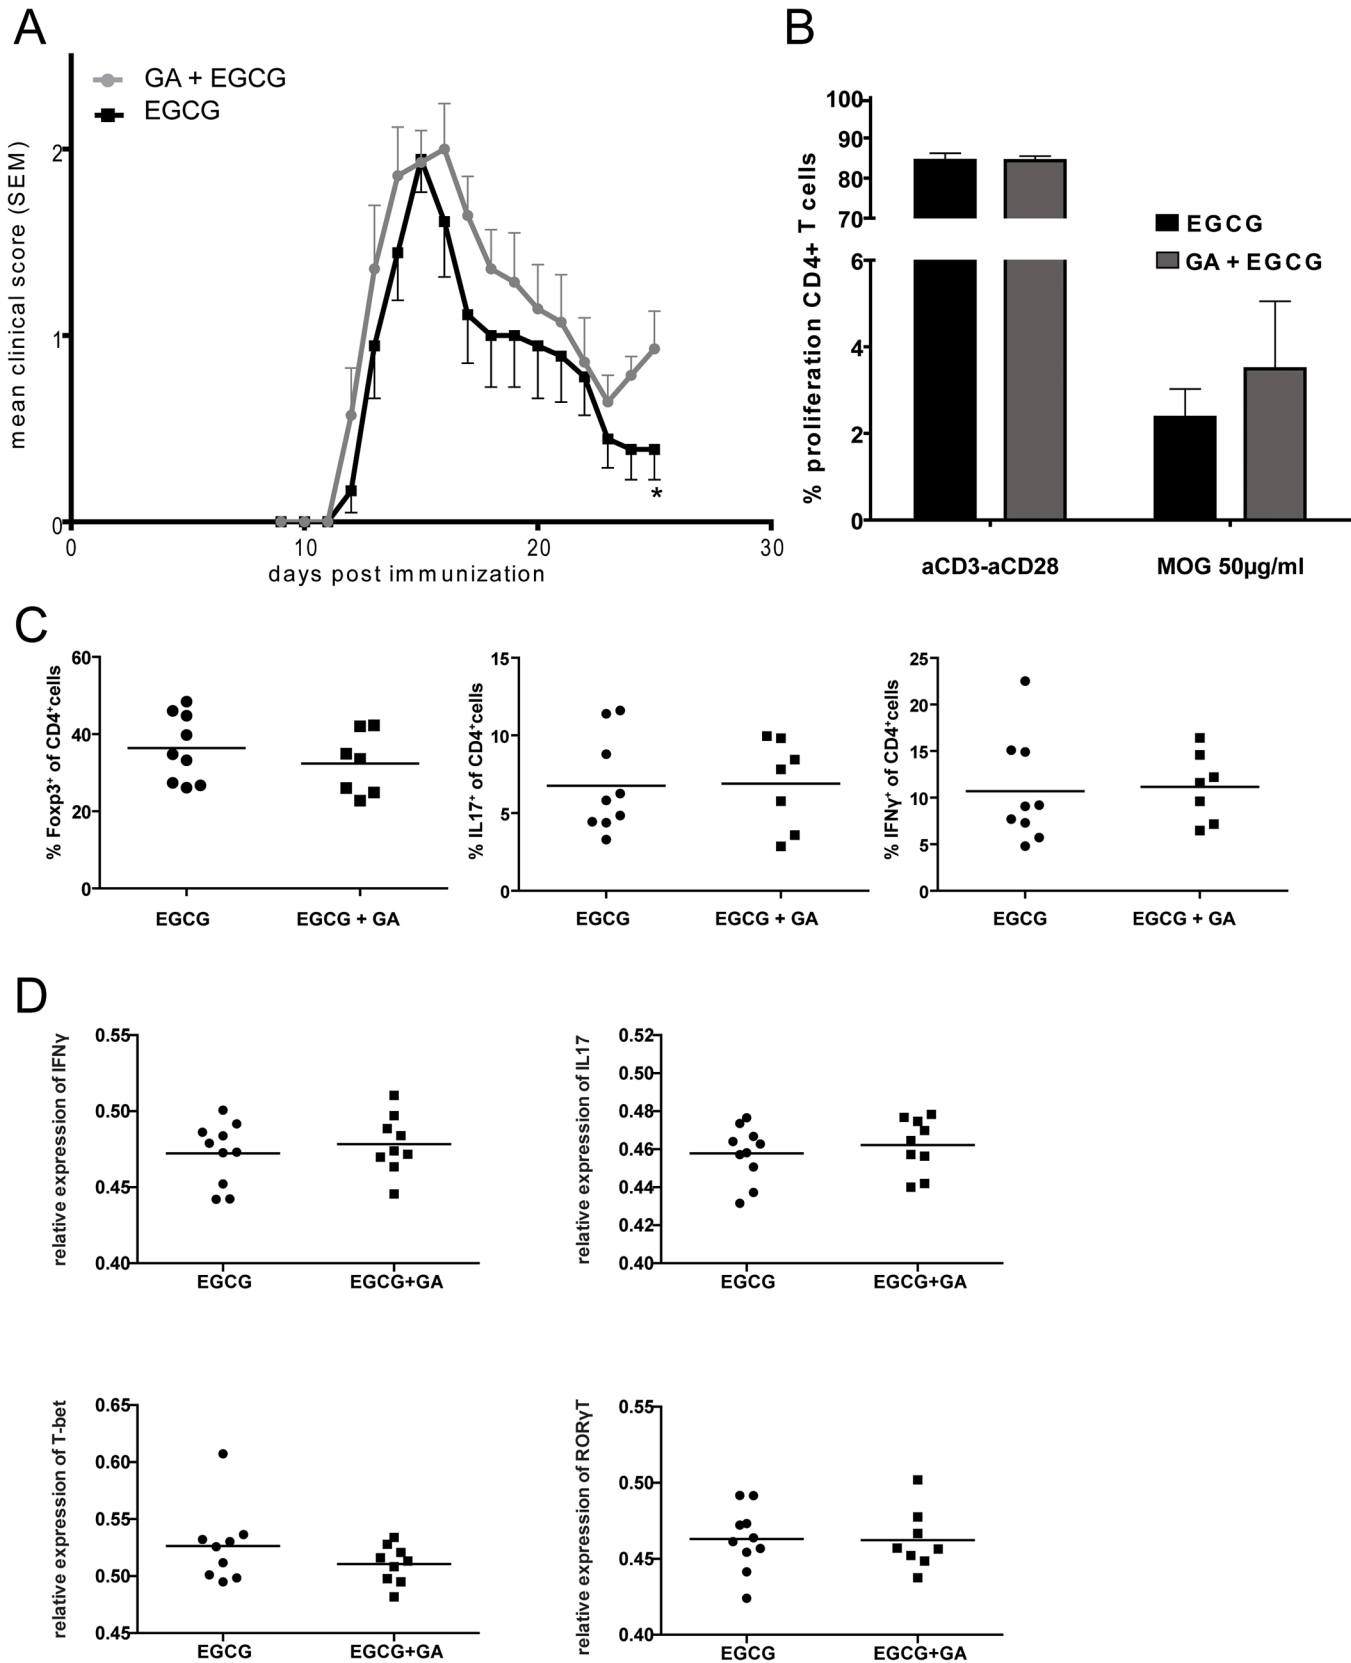 A
GA + EGCG
EGCG
mean clinical score (SEM)
2
1
0
0 10 20 30
days post immunization
*
B
% proliferation CD4+ T cells
100
90
80
70
6
4
2
0
EGCG
GA + EGCG
aCD3-aCD28 MOG 50µg/ml
C
% Foxp3⁺ of CD4⁺cells
60
40
20
0
EGCG EGCG + GA
% IL17⁺ of CD4⁺cells
15
10
5
0
EGCG EGCG + GA
% IFNγ⁺ of CD4⁺cells
25
20
15
10
5
0
EGCG EGCG + GA
D
relative expression of IFNγ
0.55
0.50
0.45
0.40
EGCG EGCG+GA
relative expression of IL17
0.52
0.50
0.48
0.46
0.44
0.42
0.40
EGCG EGCG+GA
relative expression of T-bet
0.65
0.60
0.55
0.50
0.45
EGCG EGCG+GA
relative expression of RORγT
0.55
0.50
0.45
0.40
EGCG EGCG+GA